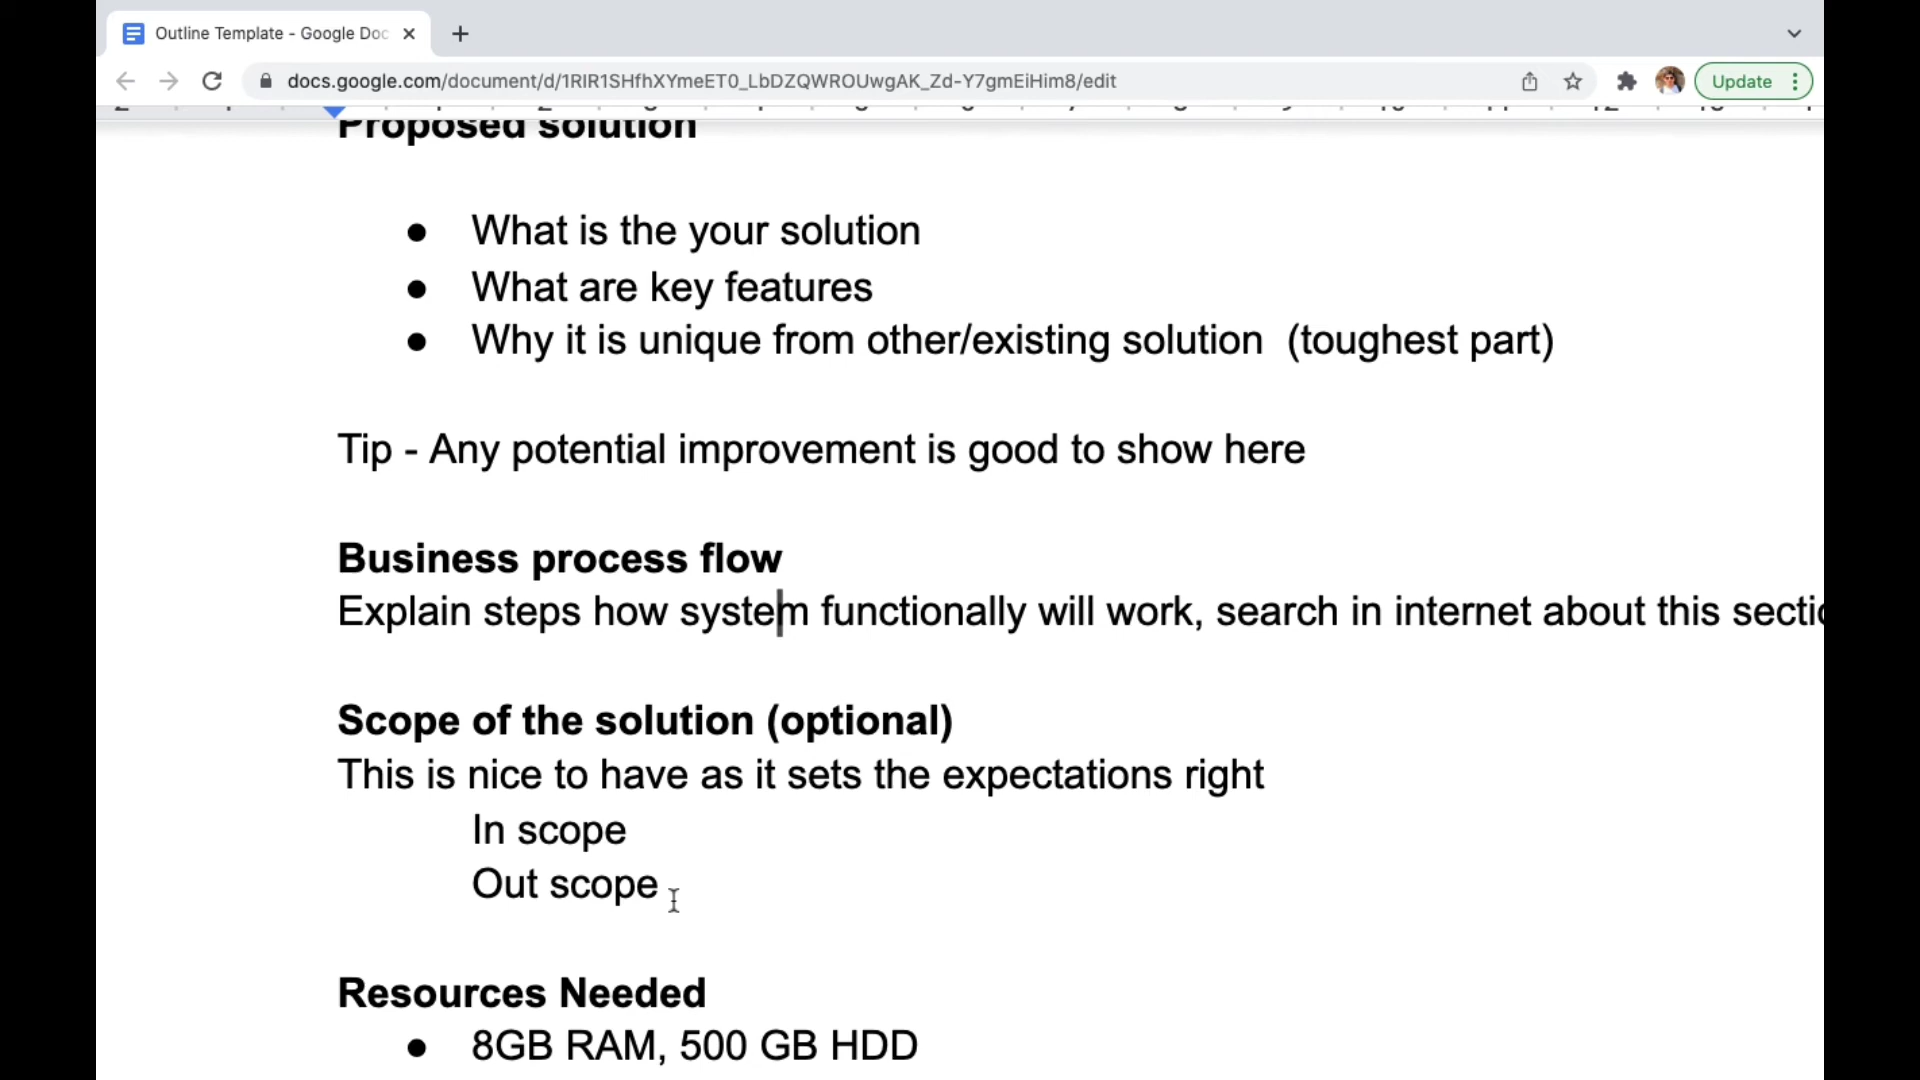 Outline Template - Google Doc
docs.google.com/document/d/1RIR1SHfhXYmeET0_LbDZQWROUwgAK_Zd-Y7gmEiHim8/edit
Update
Proposed solution
● What is the your solution
● What are key features
● Why it is unique from other/existing solution (toughest part)
Tip - Any potential improvement is good to show here
Business process flow
Explain steps how system functionally will work, search in internet about this sectio
Scope of the solution (optional)
This is nice to have as it sets the expectations right
In scope
Out scope
Resources Needed
● 8GB RAM, 500 GB HDD